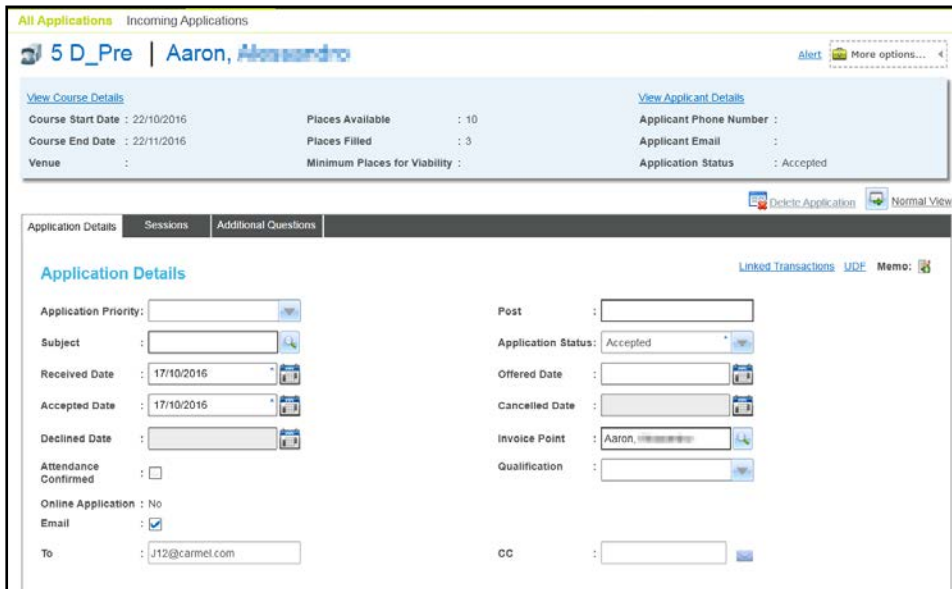 All Applications Incoming Applications
5 D_Pre | Aaron,
Alert More options...
View Course Details View Applicant Details
Course Start Date : 22/10/2016 Places Available : 10 Applicant Phone Number :
Course End Date : 22/11/2016 Places Filled : 3 Applicant Email :
Venue : Minimum Places for Viability : Application Status : Accepted
Delete Application Normal View
Application Details Sessions Additional Questions
Application Details
Linked Transactions UDF Memo:
Application Priority: Post :
Subject : Application Status: Accepted *
Received Date : 17/10/2016 * Offered Date :
Accepted Date : 17/10/2016 * Cancelled Date :
Declined Date : Invoice Point : Aaron,
Attendance
Confirmed : Qualification :
Online Application : No
Email :
To : J12@carmel.com CC :